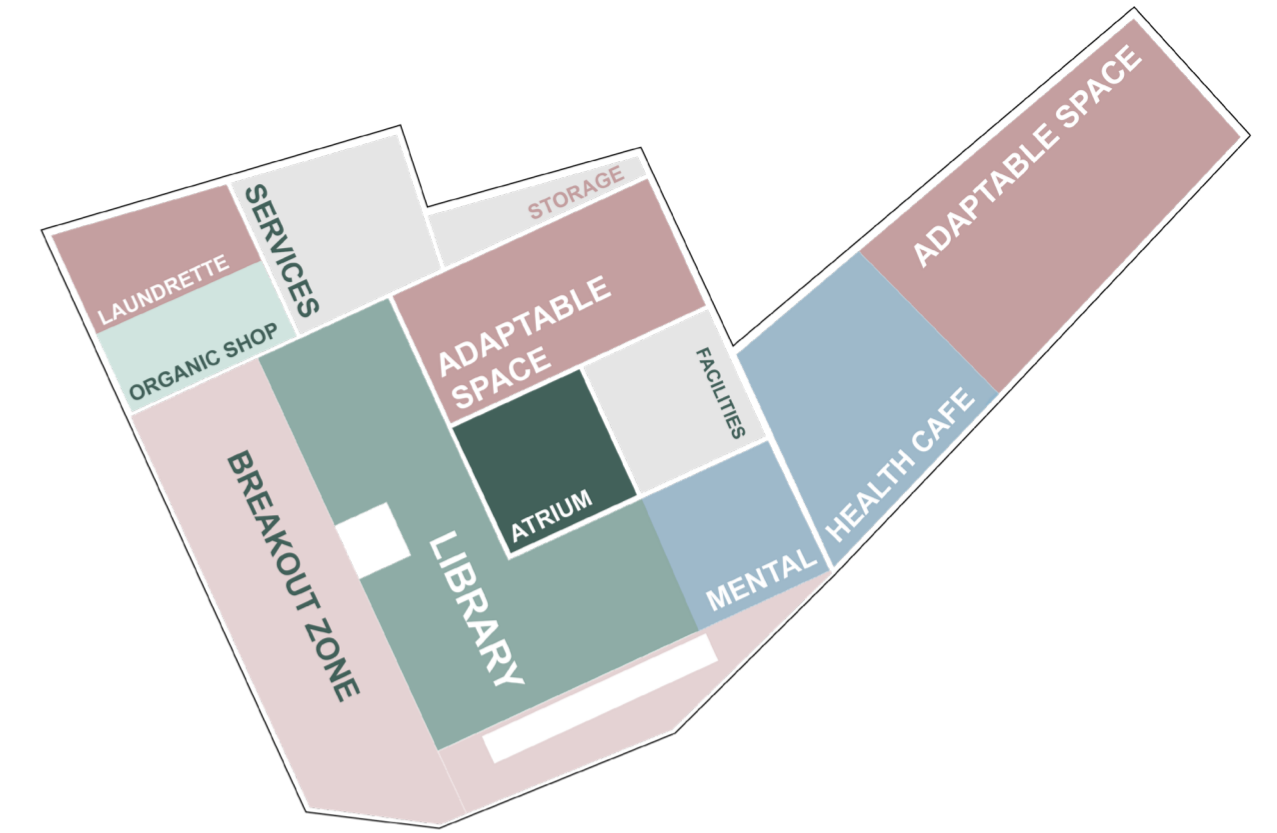 LAUNDRETTE
ORGANIC SHOP
SERVICES
STORAGE
ADAPTABLE
SPACE
FACILITIES
ATRIUM
LIBRARY
BREAKOUT ZONE
MENTAL
HEALTH CAFE
ADAPTABLE SPACE